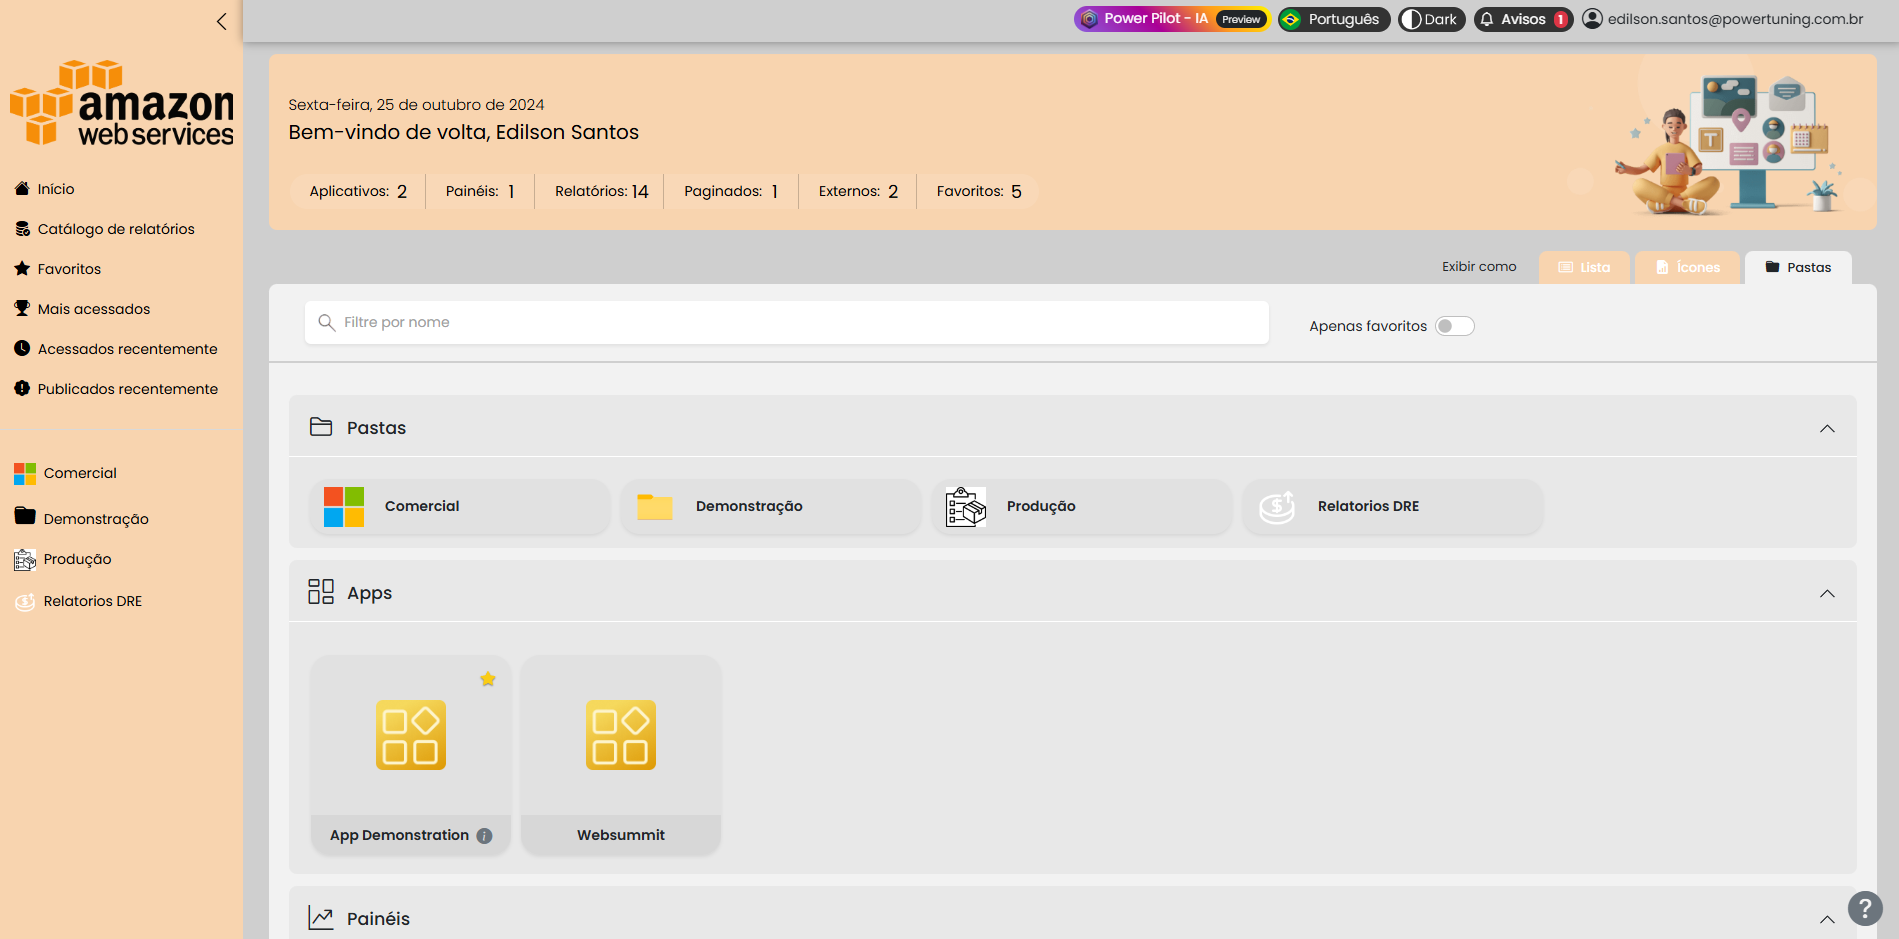 Power Pilot - IA Preview
Português
Dark
Avisos 1
edilson.santos@powertuning.com.br
amazon
web services
Início
Catálogo de relatórios
Favoritos
Mais acessados
Acessados recentemente
Publicados recentemente
Comercial
Demonstração
Produção
Relatorios DRE
Sexta-feira, 25 de outubro de 2024
Bem-vindo de volta, Edilson Santos
Aplicativos: 2
Painéis: 1
Relatórios: 14
Paginados: 1
Externos: 2
Favoritos: 5
T
Exibir como
Lista
Ícones
Pastas
Filtre por nome
Apenas favoritos
Pastas
Comercial
Demonstração
Produção
Relatorios DRE
Apps
App Demonstration i
Websummit
Painéis
?